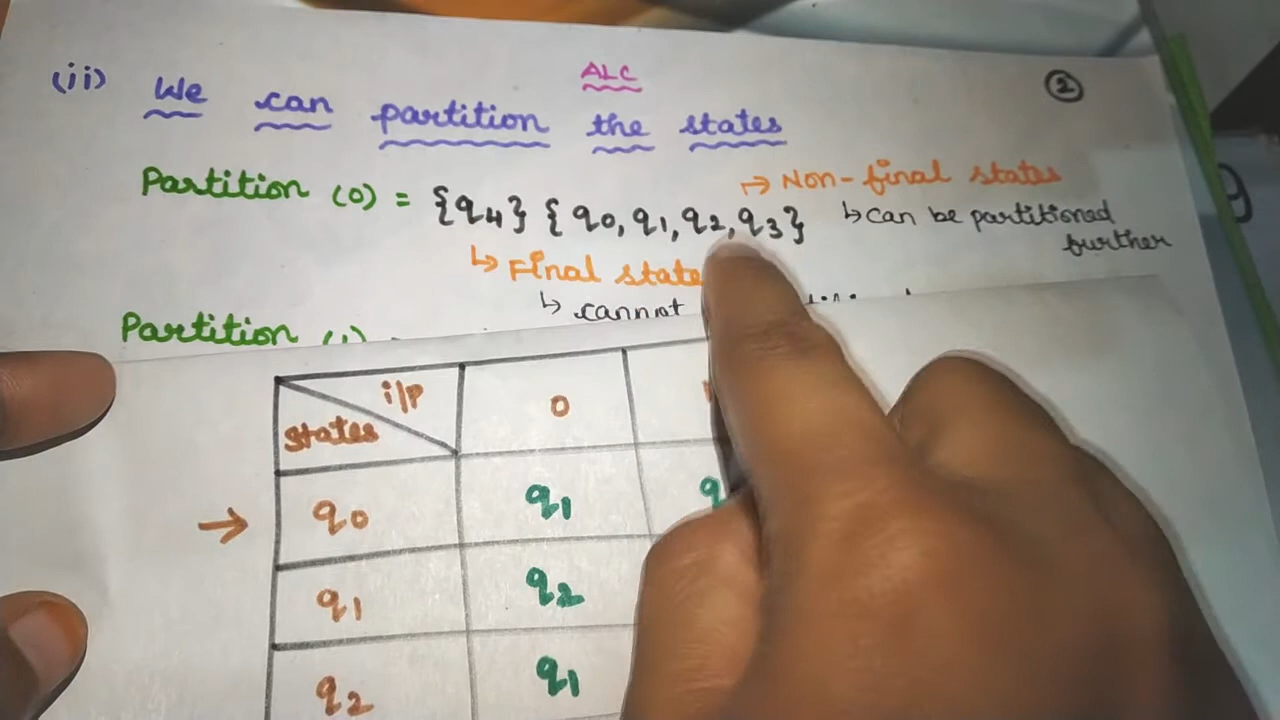 ALC
(ii) We can partition the states
2
Partition (0) = {q4} {q0, q1, q2, q3}
↦ Non-final states
↳ can be partitioned further
↳ Final state
↳ cannot
Partition (1)
i/p
states
0
→ q0 q1
q1 q2
q2 q1